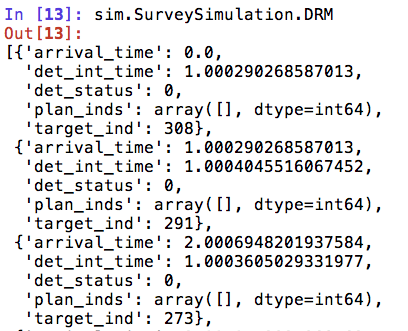 In [13]: sim.SurveySimulation.DRM
Out[13]:
[{'arrival_time': 0.0,
  'det_int_time': 1.000290268587013,
  'det_status': 0,
  'plan_inds': array([], dtype=int64),
  'target_ind': 308},
 {'arrival_time': 1.000290268587013,
  'det_int_time': 1.0004045516067452,
  'det_status': 0,
  'plan_inds': array([], dtype=int64),
  'target_ind': 291},
 {'arrival_time': 2.0006948201937584,
  'det_int_time': 1.0003605029331977,
  'det_status': 0,
  'plan_inds': array([], dtype=int64),
  'target_ind': 273},